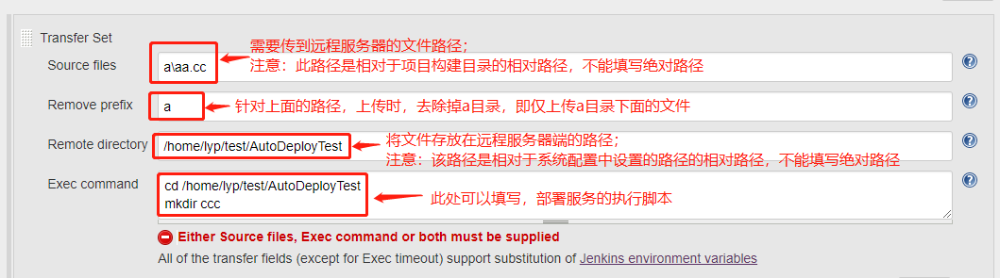 Transfer Set
需要传到远程服务器的文件路径；
Source files
a\aa.cc
注意：此路径是相对于项目构建目录的相对路径，不能填写绝对路径
Remove prefix
a
针对上面的路径，上传时，去除掉a目录，即仅上传a目录下面的文件
Remote directory
/home/lyp/test/AutoDeployTest
将文件存放在远程服务器端的路径；
注意：该路径是相对于系统配置中设置的路径的相对路径，不能填写绝对路径
Exec command
cd /home/lyp/test/AutoDeployTest
mkdir ccc
此处可以填写，部署服务的执行脚本
Either Source files, Exec command or both must be supplied
All of the transfer fields (except for Exec timeout) support substitution of Jenkins environment variables